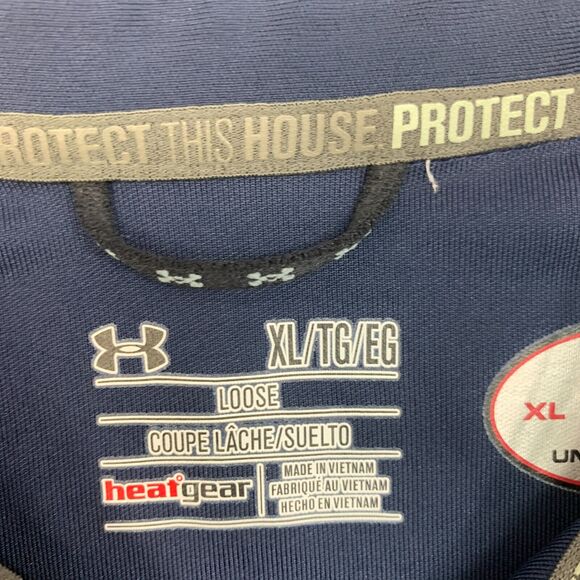 PROTECT THIS HOUSE PROTECT
XL/TG/EG
LOOSE
COUPE LÂCHE/SUELTO
heatgear
MADE IN VIETNAM
FABRIQUÉ AU VIETNAM
HECHO EN VIETNAM
XL